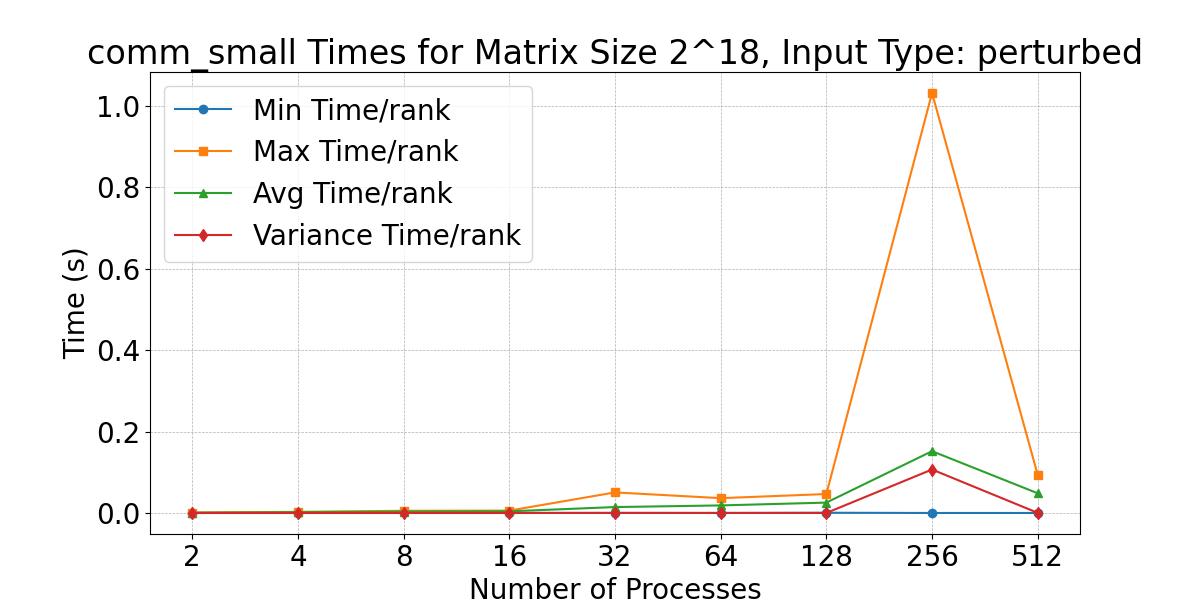 comm_small Times for Matrix Size 2^18, Input Type: perturbed
Min Time/rank
Max Time/rank
Avg Time/rank
Variance Time/rank
Time (s)
1.0
0.8
0.6
0.4
0.2
0.0
2 4 8 16 32 64 128 256 512
Number of Processes